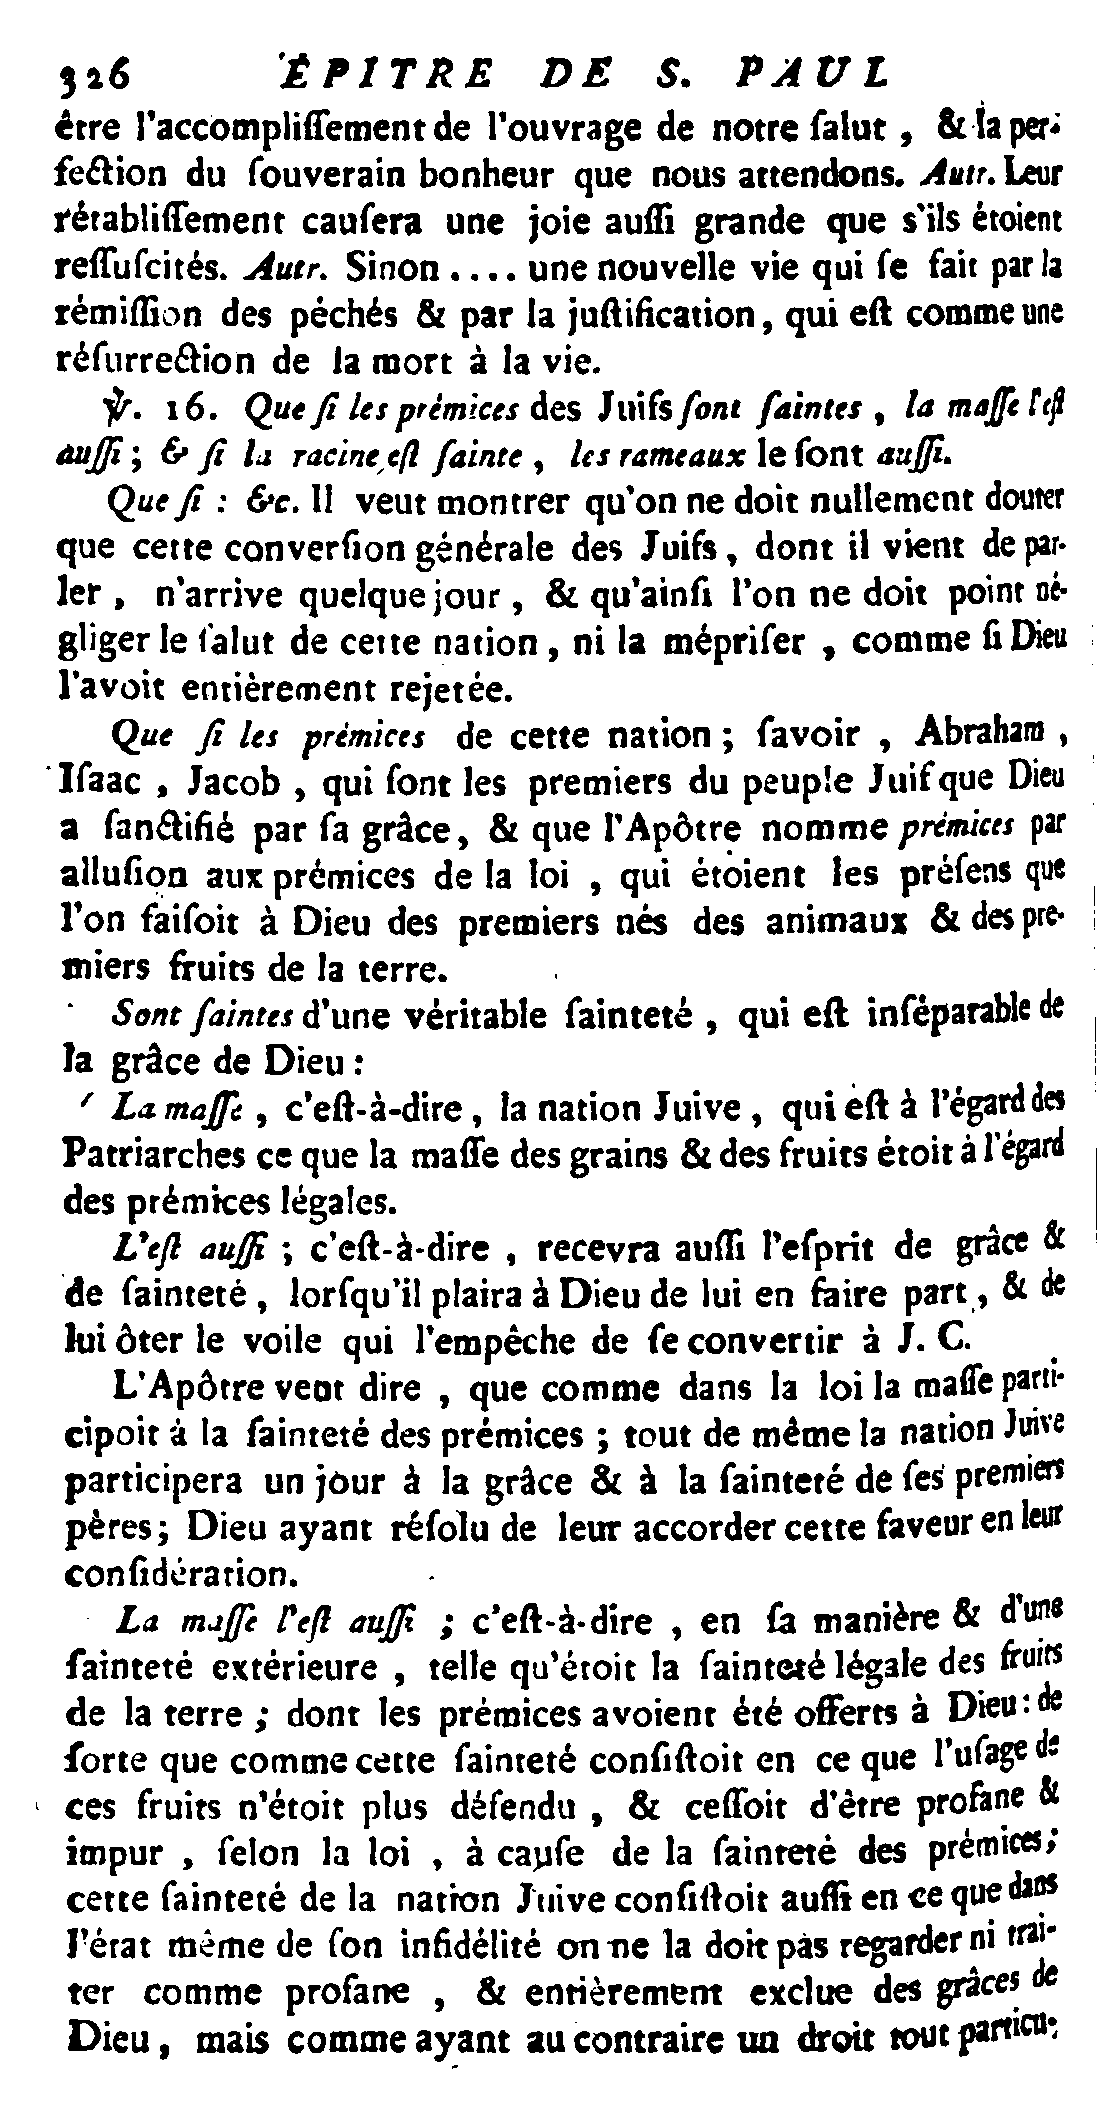 326 ÉPITRE DE S. PAUL
être l'accompliſſement de l'ouvrage de notre ſalut, & la per-
fection du ſouverain bonheur que nous attendons. Autr. Leur
rétabliſſement cauſera une joie auſſi grande que s'ils étoient
reſſuſcités. Autr. Sinon .... une nouvelle vie qui ſe fait par la
rémiſſion des péchés & par la juſtification, qui eſt comme une
réſurrection de la mort à la vie.
℣. 16. Que ſi les prémices des Juifs ſont ſaintes, la maſſe l'eſt
auſſi; & ſi la racine eſt ſainte, les rameaux le ſont auſſi.
Que ſi : &c. Il veut montrer qu'on ne doit nullement douter
que cette converſion générale des Juifs, dont il vient de par-
ler, n'arrive quelque jour, & qu'ainſi l'on ne doit point né-
gliger le ſalut de cette nation, ni la mépriſer, comme ſi Dieu
l'avoit entièrement rejetée.
Que ſi les prémices de cette nation; ſavoir, Abraham,
Iſaac, Jacob, qui ſont les premiers du peuple Juif que Dieu
a ſanctifié par ſa grâce, & que l'Apôtre nomme prémices par
alluſion aux prémices de la loi, qui étoient les préſens que
l'on faiſoit à Dieu des premiers nés des animaux & des pre-
miers fruits de la terre.
Sont ſaintes d'une véritable ſainteté, qui eſt inſéparable de
la grâce de Dieu :
La maſſe, c'eſt-à-dire, la nation Juive, qui eſt à l'égard des
Patriarches ce que la maſſe des grains & des fruits étoit à l'égard
des prémices légales.
L'eſt auſſi; c'eſt-à-dire, recevra auſſi l'eſprit de grâce &
de ſainteté, lorſqu'il plaira à Dieu de lui en faire part, & de
lui ôter le voile qui l'empêche de ſe convertir à J. C.
L'Apôtre veut dire, que comme dans la loi la maſſe parti-
cipoit à la ſainteté des prémices; tout de même la nation Juive
participera un jour à la grâce & à la ſainteté de ſes premiers
pères; Dieu ayant réſolu de leur accorder cette faveur en leur
conſidération.
La maſſe l'eſt auſſi; c'eſt-à-dire, en ſa manière & d'une
ſainteté extérieure, telle qu'étoit la ſainteté légale des fruits
de la terre; dont les prémices avoient été offerts à Dieu : de
ſorte que comme cette ſainteté conſiſtoit en ce que l'uſage de
ces fruits n'étoit plus défendu, & ceſſoit d'être profane &
impur, ſelon la loi, à cauſe de la ſainteté des prémices;
cette ſainteté de la nation Juive conſiſtoit auſſi en ce que dans
l'état même de ſon infidélité on ne la doit pas regarder ni trai-
ter comme profane, & entièrement exclue des grâces de
Dieu, mais comme ayant au contraire un droit tout particu-